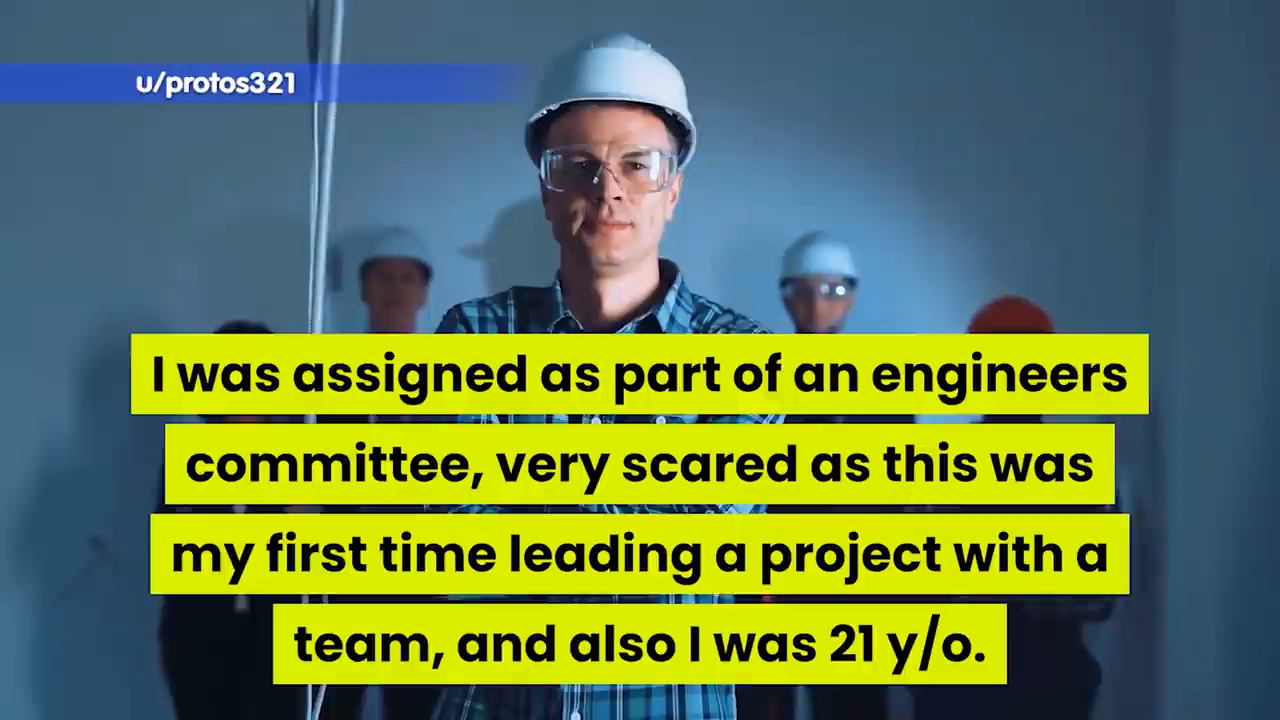 u/protos321
I was assigned as part of an engineers
committee, very scared as this was
my first time leading a project with a
team, and also I was 21 y/o.